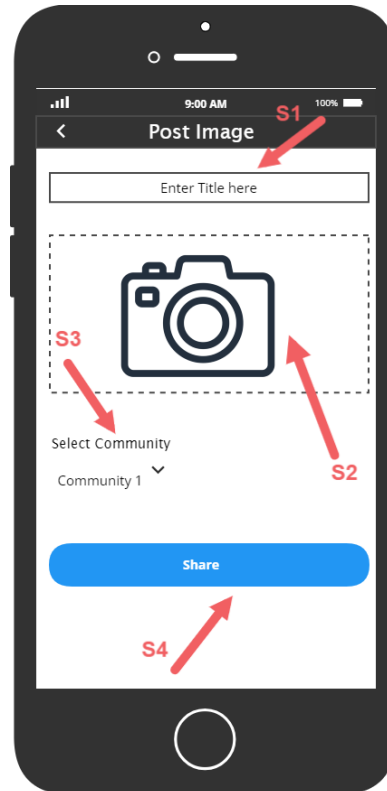 9:00 AM
100%
S1
Post Image
Enter Title here
S3
S2
Select Community
Community 1
Share
S4